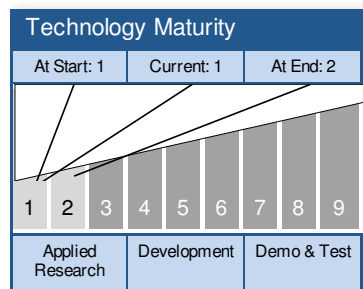 Technology Maturity
At Start: 1 Current: 1 At End: 2
1 2 3 4 5 6 7 8 9
Applied Development Demo & Test
Research